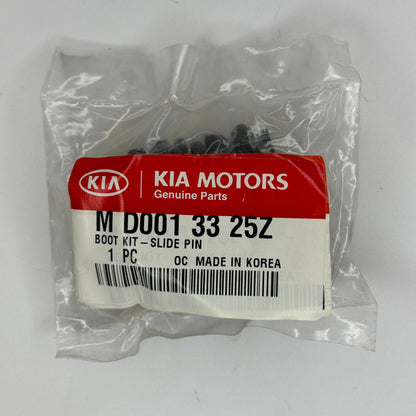 KIA KIA MOTORS
Genuine Parts
M D001 33 25Z
BOOT KIT-SLIDE PIN
1 PC OC MADE IN KOREA